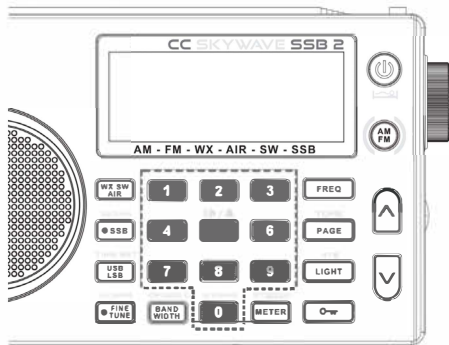 CC SKYWAVE SSB 2
AM - FM - WX - AIR - SW - SSB
AM
FM
WX SW
AIR
1
2
3
FREQ
SSB
4
6
PAGE
USB
LSB
7
8
9
LIGHT
FINE
TUNE
BAND
WIDTH
0
METER